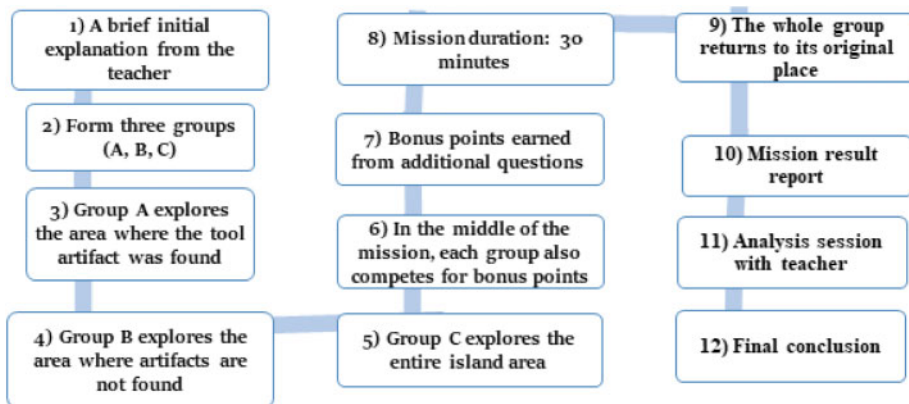 1) A brief initial
explanation from the
teacher
2) Form three groups
(A, B, C)
3) Group A explores
the area where the tool
artifact was found
4) Group B explores the
area where artifacts are
not found
5) Group C explores the
entire island area
6) In the middle of the
mission, each group also
competes for bonus points
7) Bonus points earned
from additional questions
8) Mission duration: 30
minutes
9) The whole group
returns to its original
place
10) Mission result
report
11) Analysis session
with teacher
12) Final conclusion